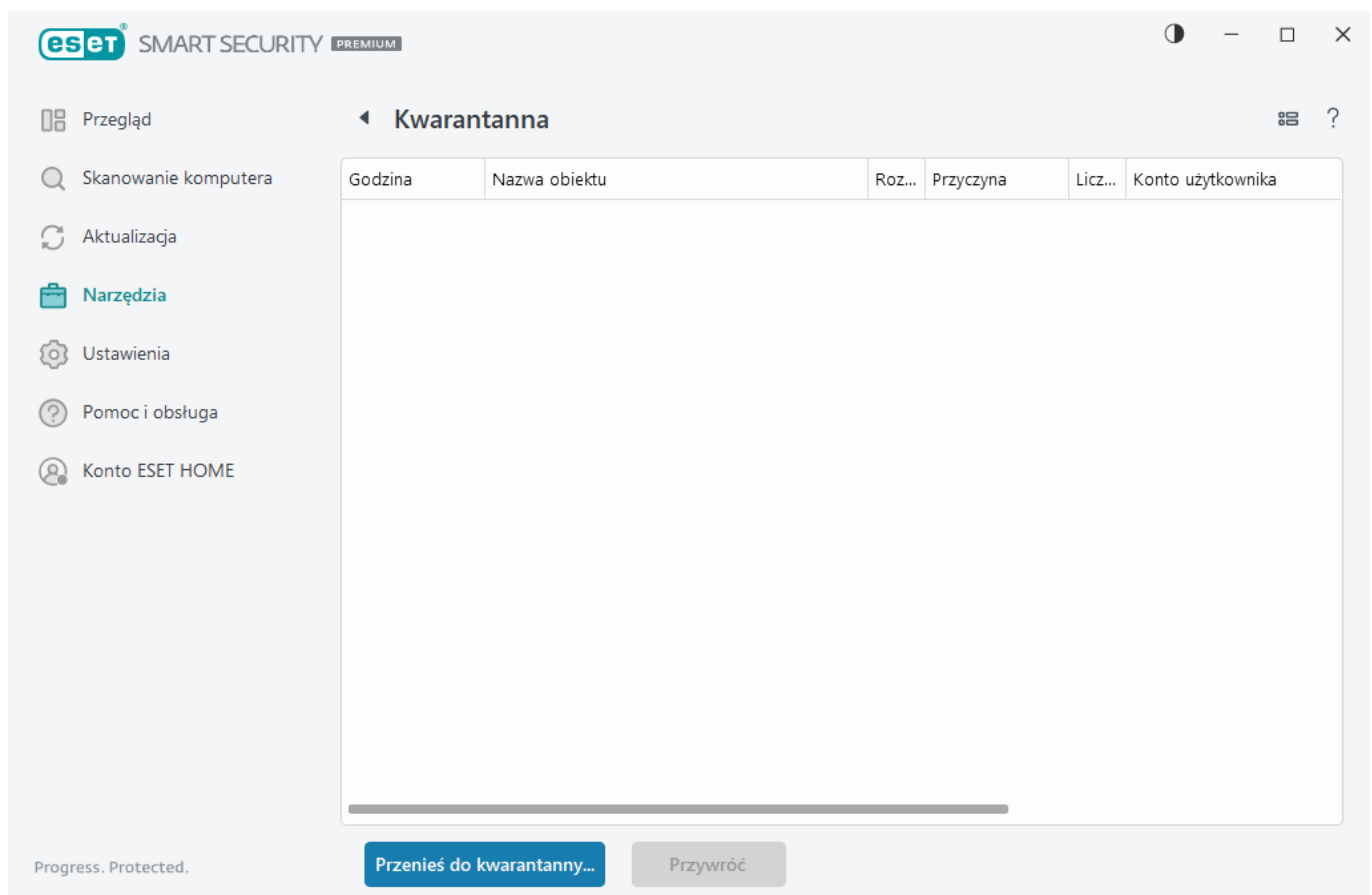 eset® SMART SECURITY PREMIUM
Przegląd
Skanowanie komputera
Aktualizacja
Narzędzia
Ustawienia
Pomoc i obsługa
Konto ESET HOME
Kwarantanna
?
Godzina Nazwa obiektu Roz... Przyczyna Licz... Konto użytkownika
Przenieś do kwarantanny... Przywróć
Progress. Protected.